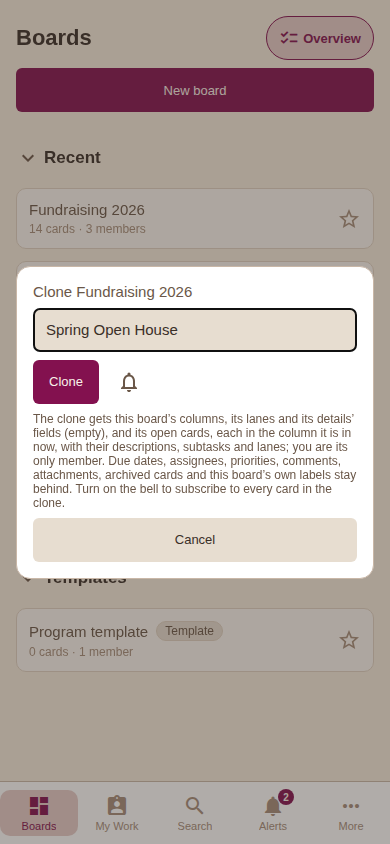 Boards
Overview
New board
Recent
Fundraising 2026
14 cards · 3 members
Clone Fundraising 2026
Spring Open House
Clone
The clone gets this board’s columns, its lanes and its details’
fields (empty), and its open cards, each in the column it is in
now, with their descriptions, subtasks and lanes; you are its
only member. Due dates, assignees, priorities, comments,
attachments, archived cards and this board’s own labels stay
behind. Turn on the bell to subscribe to every card in the
clone.
Cancel
Templates
Program template Template
0 cards · 1 member
2
Boards My Work Search Alerts More